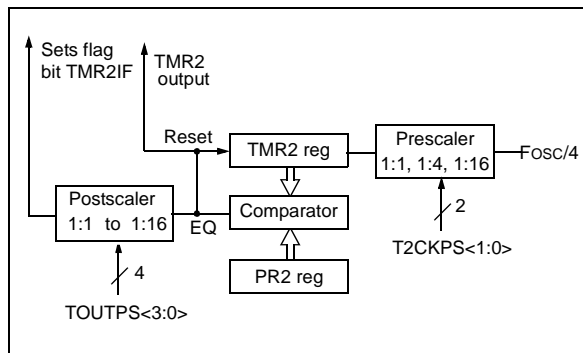 Sets flag
bit TMR2IF
TMR2
output
Reset
TMR2 reg
Prescaler
1:1, 1:4, 1:16
FOSC/4
Postscaler
1:1 to 1:16
EQ
Comparator
2
T2CKPS<1:0>
4
PR2 reg
TOUTPS<3:0>